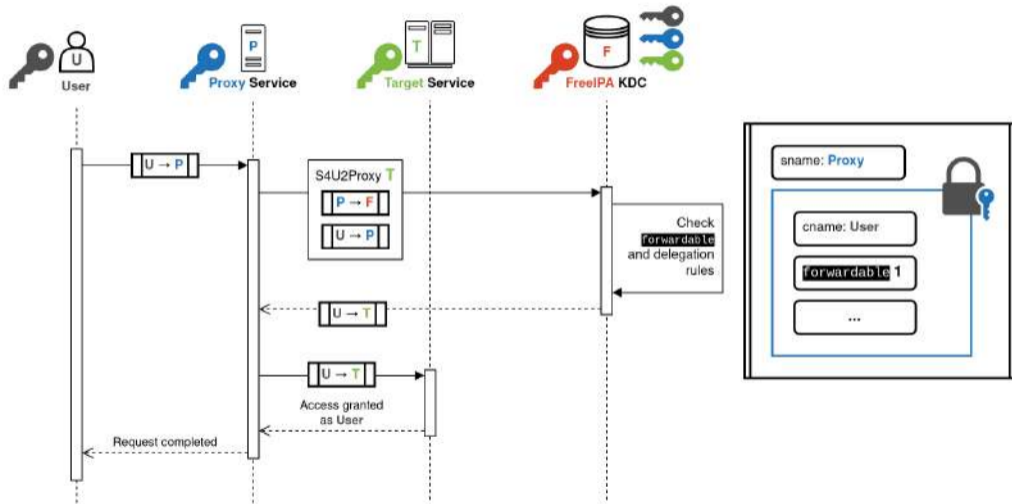 U
P
T
F
User
Proxy Service
Target Service
FreeIPA KDC
U → P
S4U2Proxy T
P → F
U → P
Check
forwardable
and delegation
rules
U → T
U → T
Access granted
as User
Request completed
sname: Proxy
cname: User
forwardable 1
...